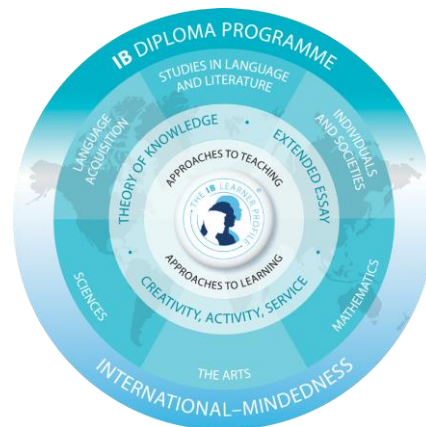 IB DIPLOMA PROGRAMME
STUDIES IN LANGUAGE
AND LITERATURE
LANGUAGE
ACQUISITION
INDIVIDUALS
AND SOCIETIES
THEORY OF KNOWLEDGE
EXTENDED ESSAY
APPROACHES TO TEACHING
THE IB LEARNER PROFILE
APPROACHES TO LEARNING
CREATIVITY, ACTIVITY, SERVICE
SCIENCES
MATHEMATICS
THE ARTS
INTERNATIONAL–MINDEDNESS